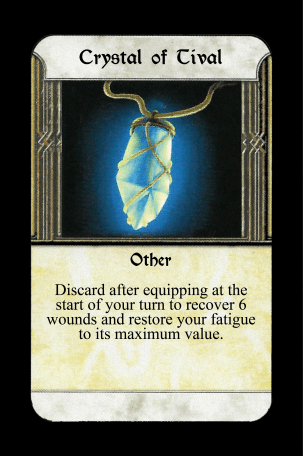 Crystal of Tival
Other
Discard after equipping at the
start of your turn to recover 6
wounds and restore your fatigue
to its maximum value.